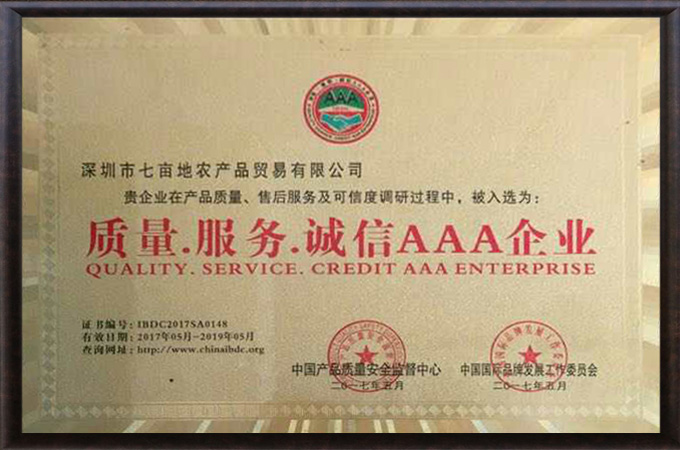 AAA
深圳市七亩地农产品贸易有限公司
贵企业在产品质量、售后服务及可信度调研过程中，被入选为：
质量.服务.诚信AAA企业
QUALITY. SERVICE. CREDIT AAA ENTERPRISE
证书编号：IBDC2017SA0148
有效日期：2017年05月-2019年05月
查询网址：http://www.chinaibdc.org
中国产品质量安全监督中心
二〇一七年五月
中国国际品牌发展工作委员会
二〇一七年五月